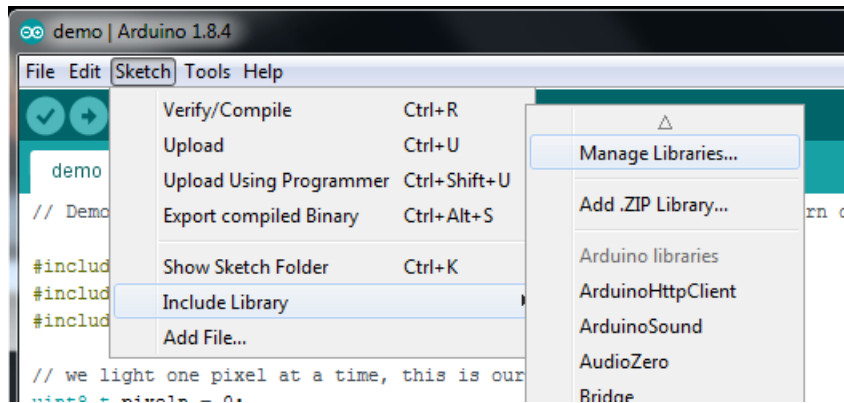 demo | Arduino 1.8.4
File Edit Sketch Tools Help
demo
Verify/Compile Ctrl+R
Upload Ctrl+U
Upload Using Programmer Ctrl+Shift+U
Export compiled Binary Ctrl+Alt+S
Show Sketch Folder Ctrl+K
Include Library
Add File...
Manage Libraries...
Add .ZIP Library...
Arduino libraries
ArduinoHttpClient
ArduinoSound
AudioZero
Bridge
// Demo
#includ
#includ
#includ
// we light one pixel at a time, this is our
uint8_t pixeln = 0;